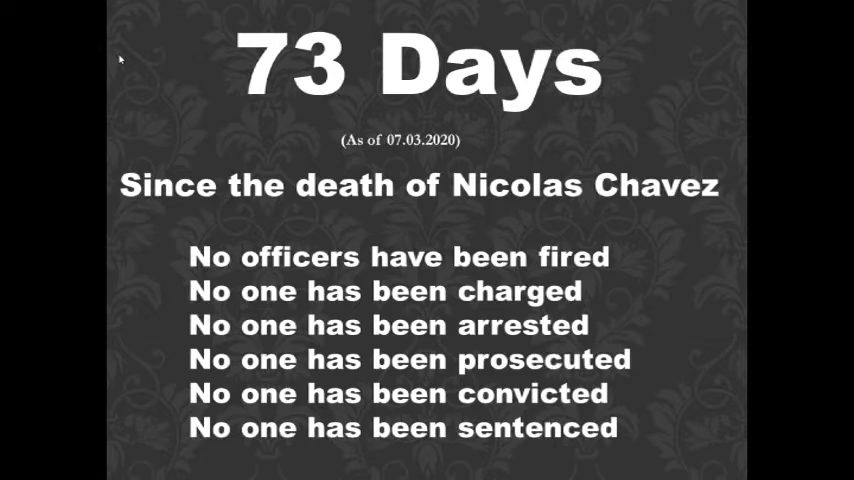 73 Days
(As of 07.03.2020)
Since the death of Nicolas Chavez
No officers have been fired
No one has been charged
No one has been arrested
No one has been prosecuted
No one has been convicted
No one has been sentenced